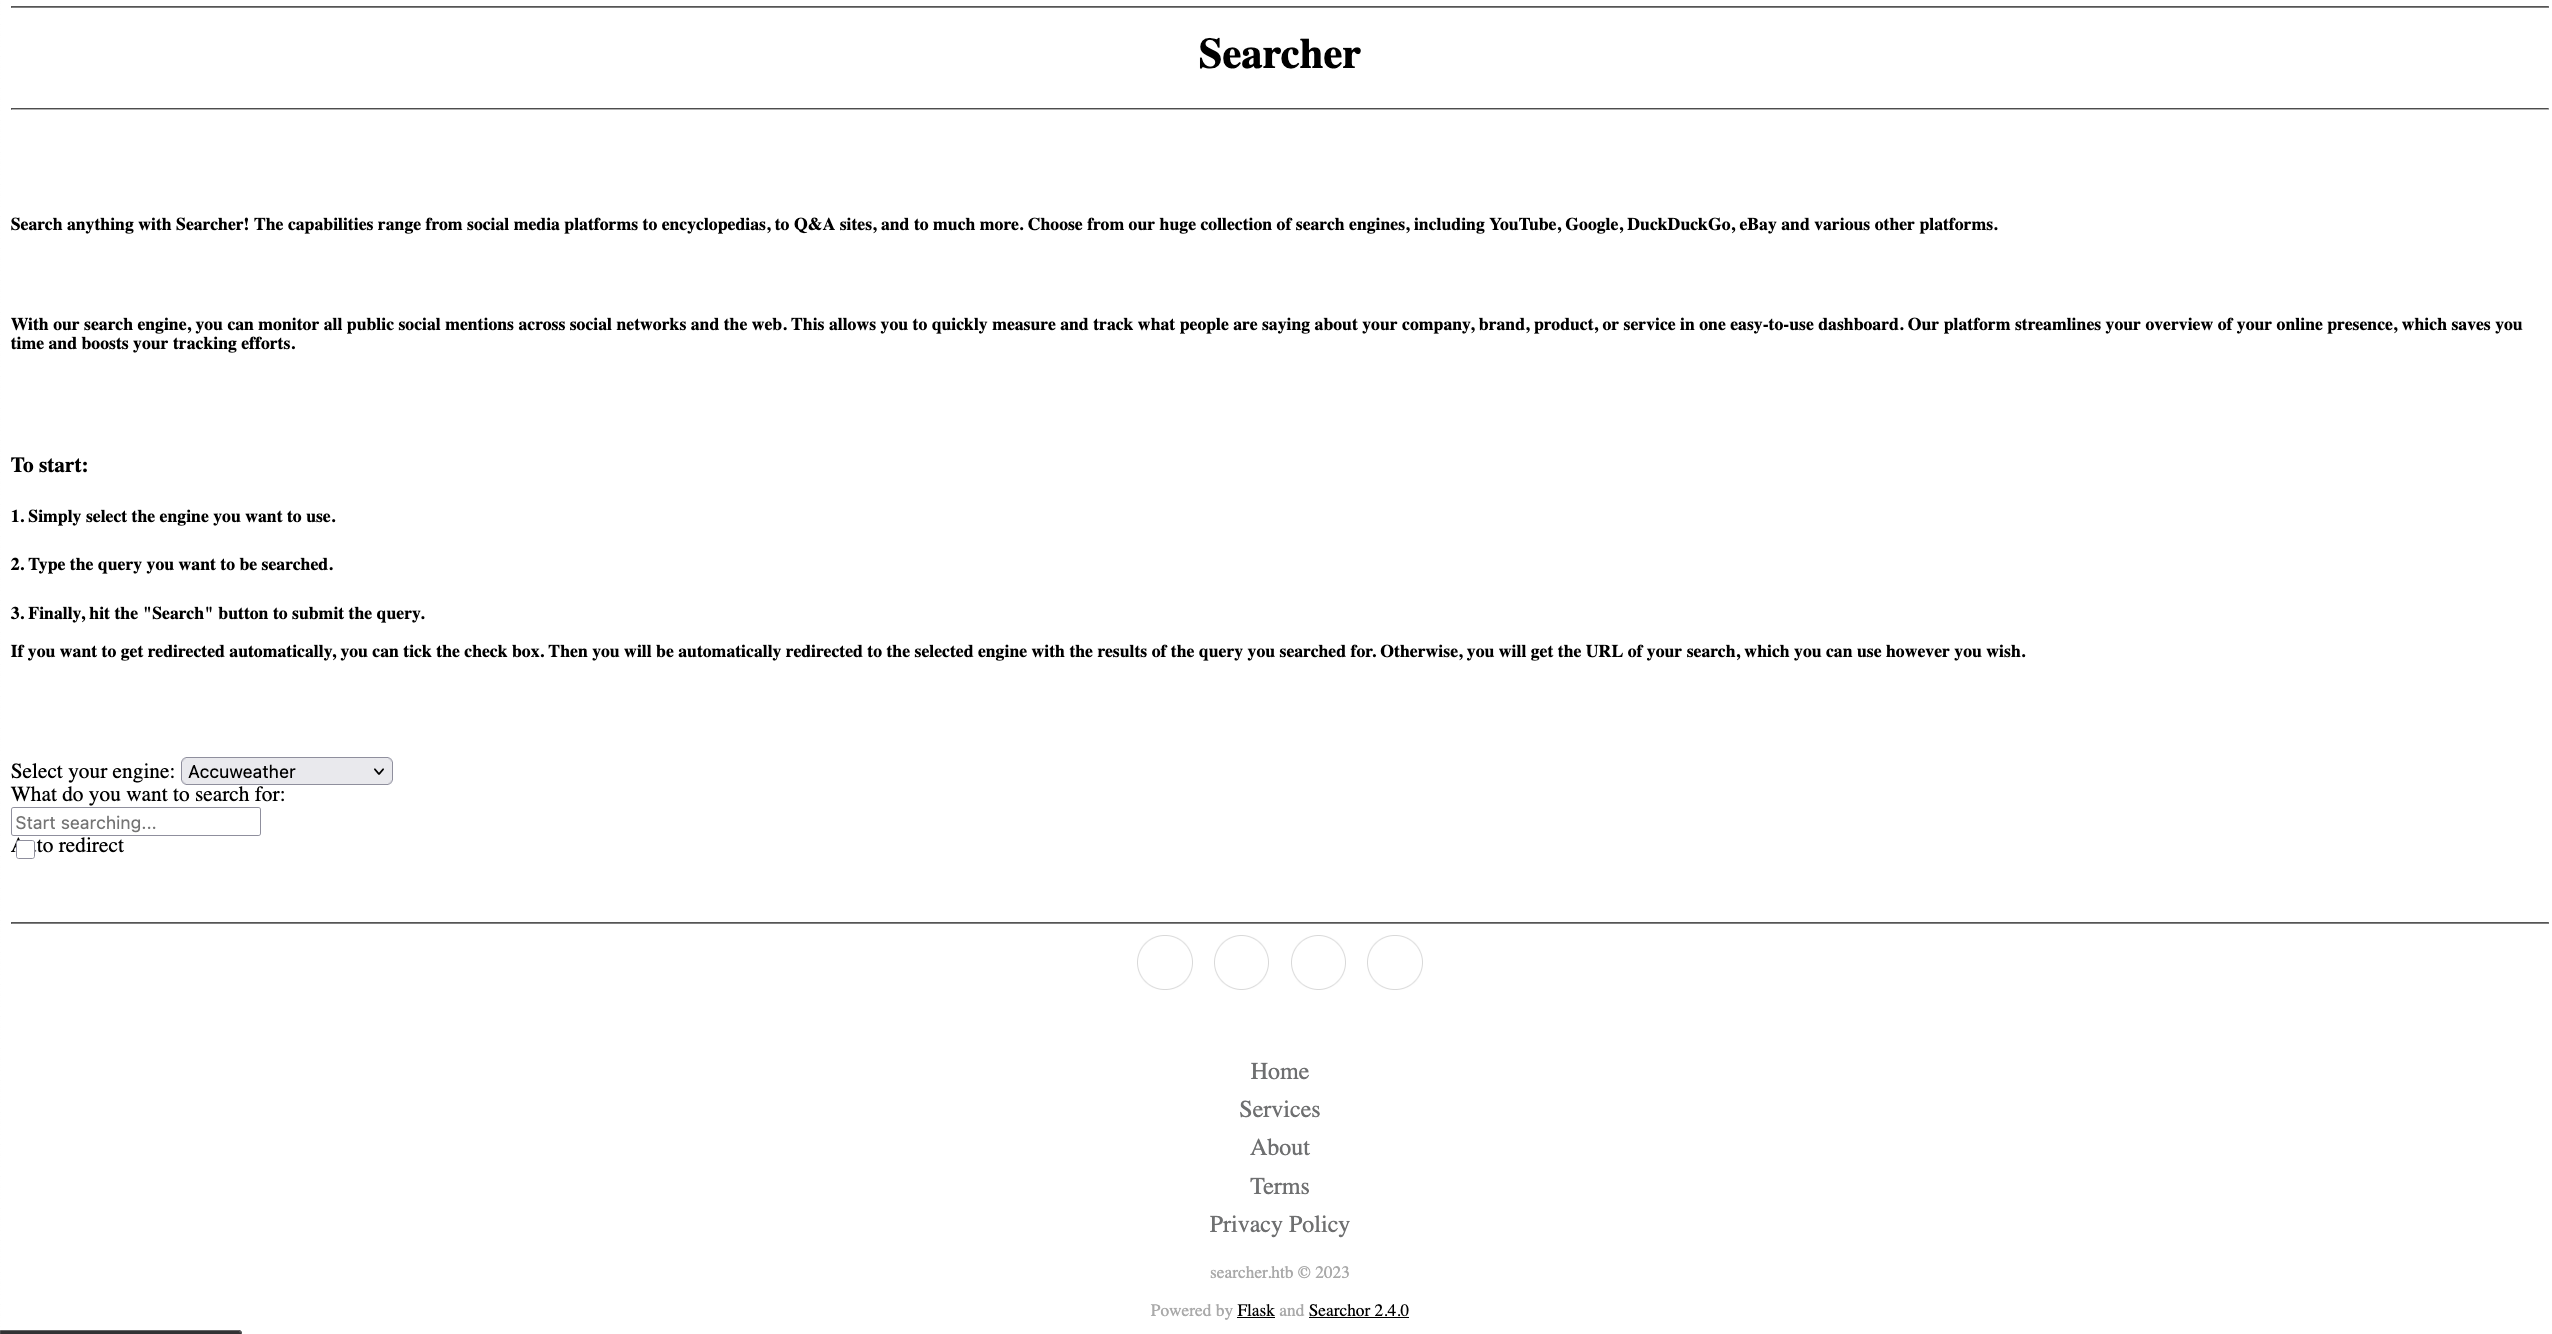 Searcher
Search anything with Searcher! The capabilities range from social media platforms to encyclopedias, to Q&A sites, and to much more. Choose from our huge collection of search engines, including YouTube, Google, DuckDuckGo, eBay and various other platforms.
With our search engine, you can monitor all public social mentions across social networks and the web. This allows you to quickly measure and track what people are saying about your company, brand, product, or service in one easy-to-use dashboard. Our platform streamlines your overview of your online presence, which saves you
time and boosts your tracking efforts.
To start:
1. Simply select the engine you want to use.
2. Type the query you want to be searched.
3. Finally, hit the "Search" button to submit the query.
If you want to get redirected automatically, you can tick the check box. Then you will be automatically redirected to the selected engine with the results of the query you searched for. Otherwise, you will get the URL of your search, which you can use however you wish.
Select your engine: Accuweather
What do you want to search for:
Start searching...
Auto redirect
Home
Services
About
Terms
Privacy Policy
searcher.htb © 2023
Powered by Flask and Searchor 2.4.0